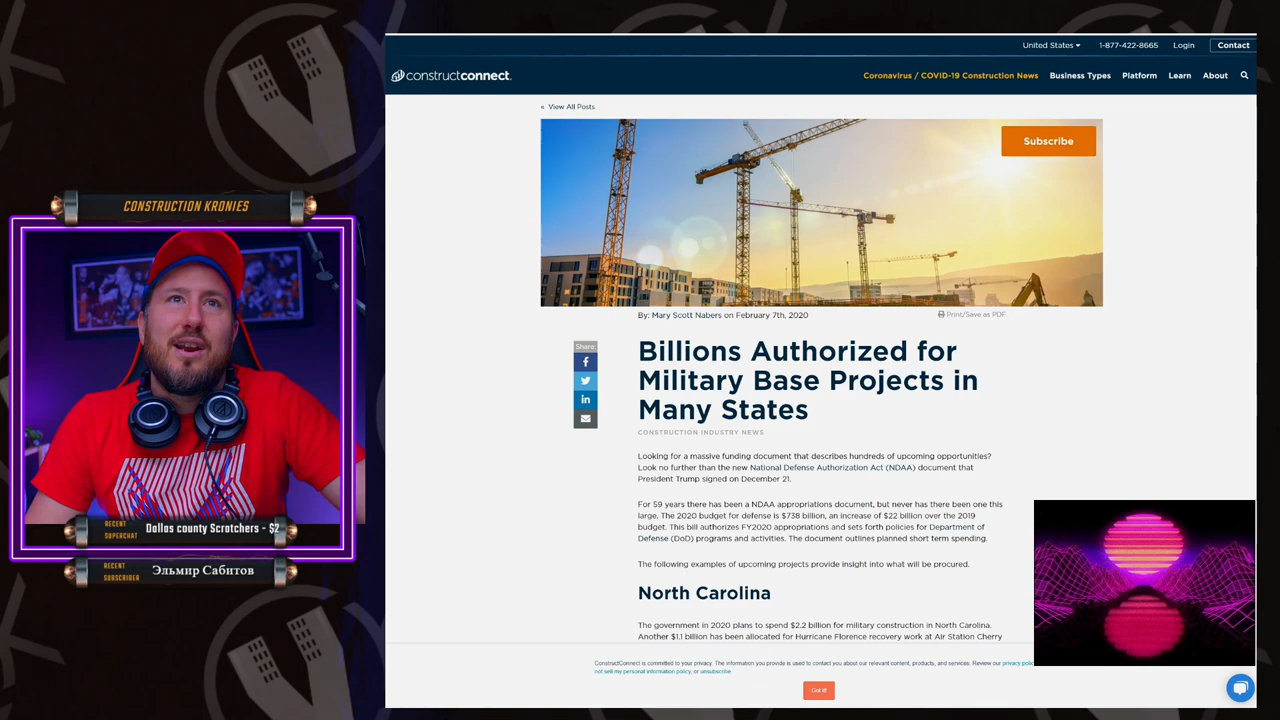 United States
1-877-422-8665
Login
Contact
constructconnect.
Coronavirus / COVID-19 Construction News
Business Types
Platform
Learn
About
« View All Posts
Subscribe
By: Mary Scott Nabers on February 7th, 2020
Print/Save as PDF
Share:
Billions Authorized for
Military Base Projects in
Many States
CONSTRUCTION INDUSTRY NEWS
Looking for a massive funding document that describes hundreds of upcoming opportunities?
Look no further than the new National Defense Authorization Act (NDAA) document that
President Trump signed on December 21.
For 59 years there has been a NDAA appropriations document, but never has there been one this
large. The 2020 budget for defense is $738 billion, an increase of $22 billion over the 2019
budget. This bill authorizes FY2020 appropriations and sets forth policies for Department of
Defense (DoD) programs and activities. The document outlines planned short term spending.
The following examples of upcoming projects provide insight into what will be procured.
North Carolina
The government in 2020 plans to spend $2.2 billion for military construction in North Carolina.
Another $1.1 billion has been allocated for Hurricane Florence recovery work at Air Station Cherry
ConstructConnect is committed to your privacy. The information you provide is used to contact you about our relevant content, products, and services. Review our privacy
not sell my personal information policy, or unsubscribe
Got it!
CONSTRUCTION KRONIES
RECENT
SUPERCHAT
Dallas county Scratchers - $2
RECENT
SUBSCRIBER
Эльмир Сабитов